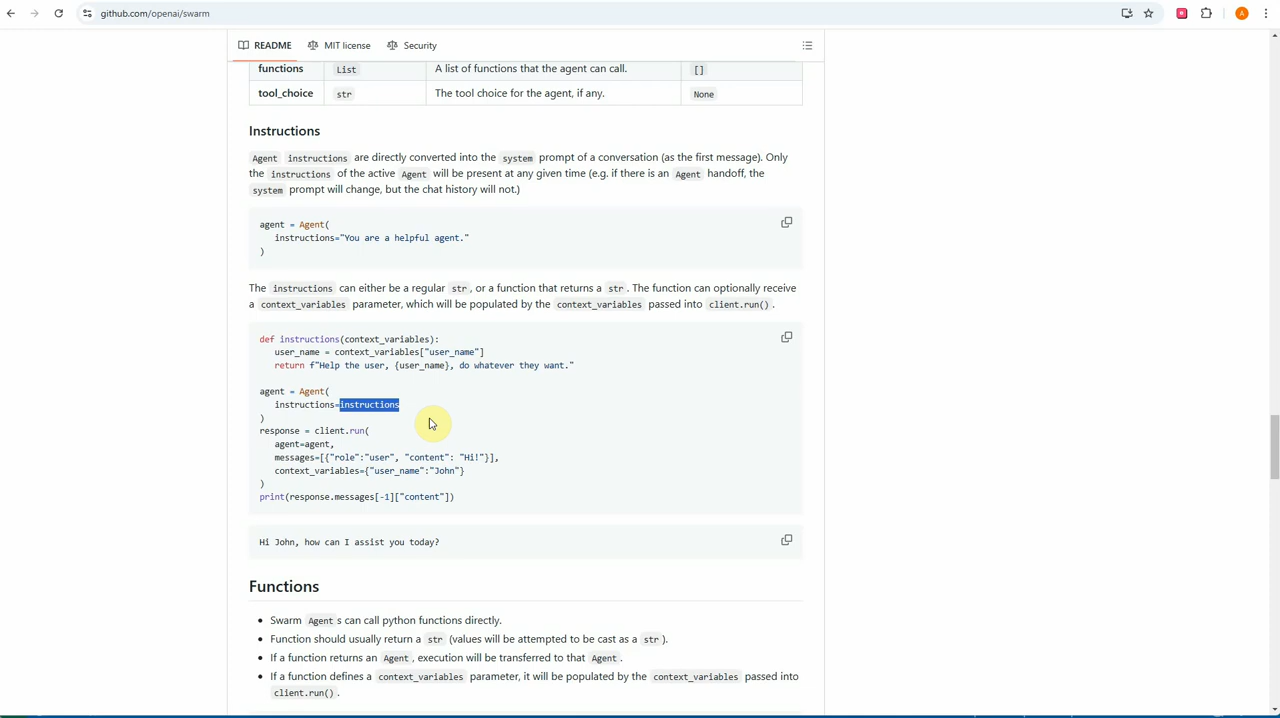 github.com/openai/swarm
A
README MIT license Security
functions List A list of functions that the agent can call. []
tool_choice str The tool choice for the agent, if any. None
Instructions
Agent instructions are directly converted into the system prompt of a conversation (as the first message). Only
the instructions of the active Agent will be present at any given time (e.g. if there is an Agent handoff, the
system prompt will change, but the chat history will not.)
agent = Agent(
instructions="You are a helpful agent."
)
The instructions can either be a regular str, or a function that returns a str. The function can optionally receive
a context_variables parameter, which will be populated by the context_variables passed into client.run().
def instructions(context_variables):
user_name = context_variables["user_name"]
return f"Help the user, {user_name}, do whatever they want."
agent = Agent(
instructions=instructions
)
response = client.run(
agent=agent,
messages=[{"role":"user", "content": "Hi!"}],
context_variables={"user_name":"John"}
)
print(response.messages[-1]["content"])
Hi John, how can I assist you today?
Functions
• Swarm Agent s can call python functions directly.
• Function should usually return a str (values will be attempted to be cast as a str ).
• If a function returns an Agent, execution will be transferred to that Agent.
• If a function defines a context_variables parameter, it will be populated by the context_variables passed into
client.run().